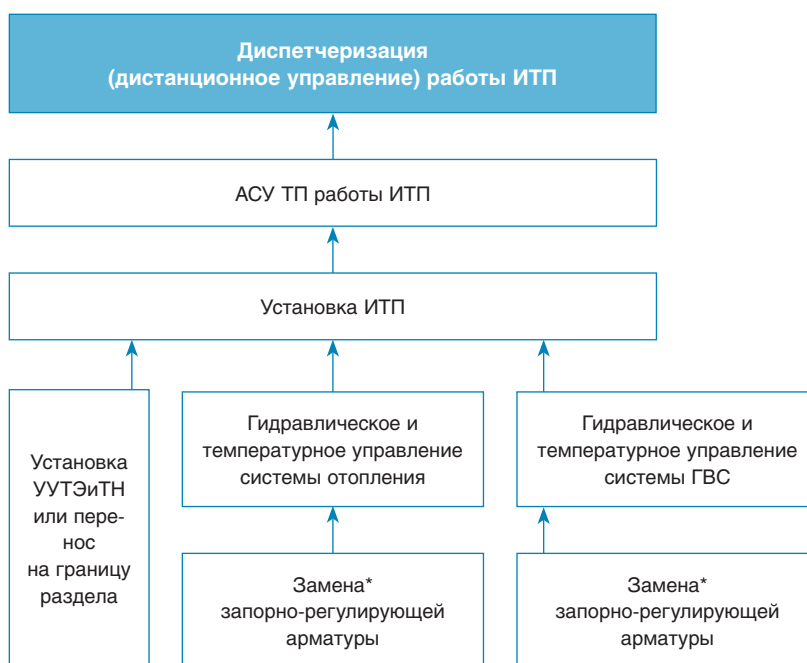 Диспетчеризация
(дистанционное управление) работы ИТП
АСУ ТП работы ИТП
Установка ИТП
Установка
УУТЭиТН
или пере-
нос
на границу
раздела
Гидравлическое и
температурное управление
системы отопления
Гидравлическое и
температурное управление
системы ГВС
Замена*
запорно-регулирующей
арматуры
Замена*
запорно-регулирующей
арматуры